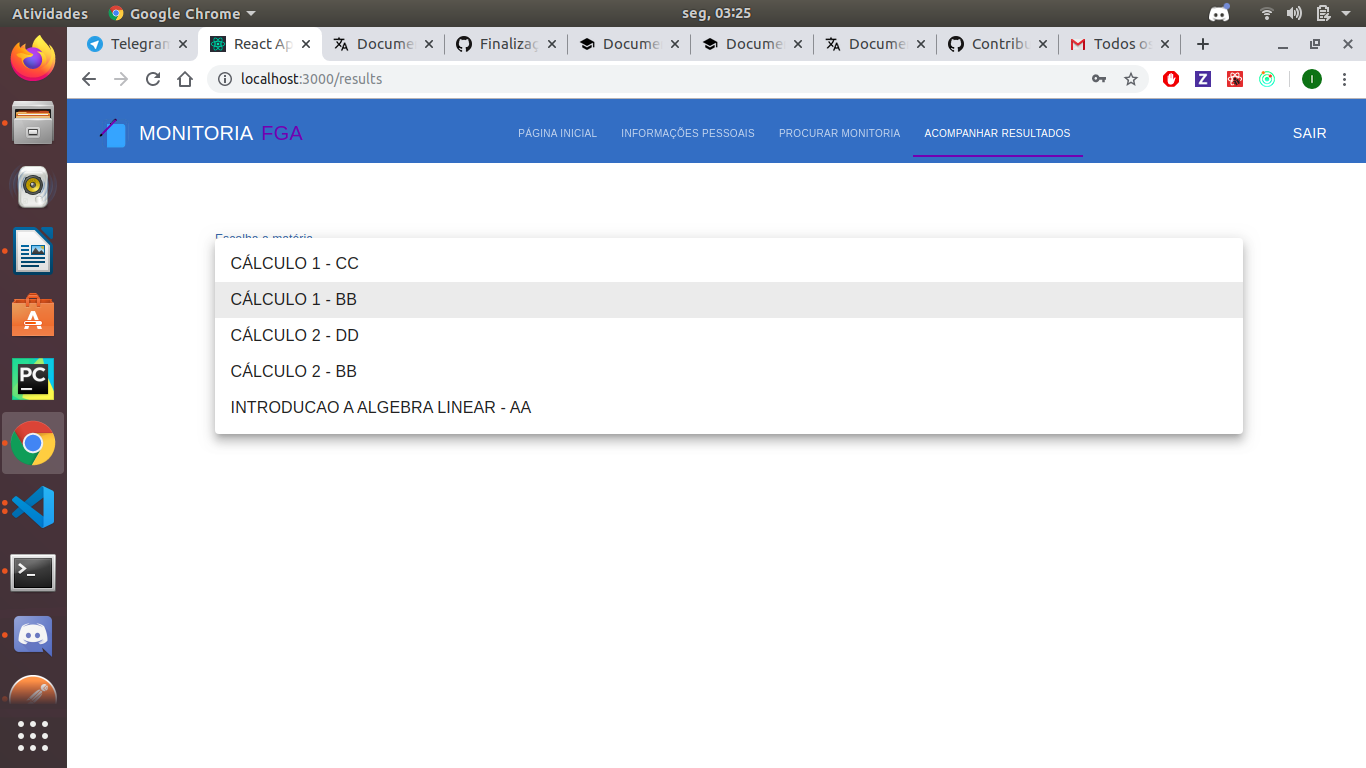 Atividades Google Chrome seg, 03:25
Telegran React Ap Docume Finalizaç Docume Docume Docume Contribu Todos os
localhost:3000/results I
MONITORIA FGA PÁGINA INICIAL INFORMAÇÕES PESSOAIS PROCURAR MONITORIA ACOMPANHAR RESULTADOS SAIR
Escolha a matéria
CÁLCULO 1 - CC
CÁLCULO 1 - BB
CÁLCULO 2 - DD
CÁLCULO 2 - BB
INTRODUCAO A ALGEBRA LINEAR - AA
PC